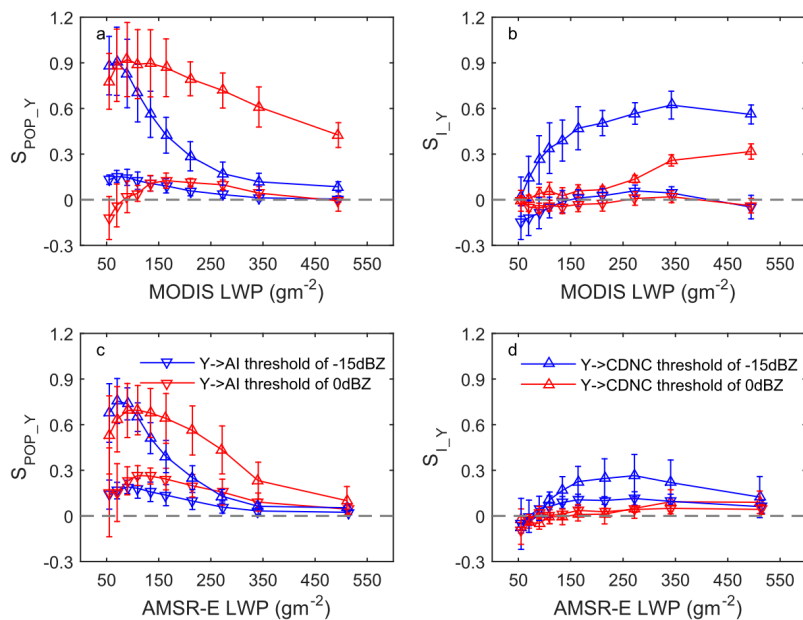 a
1.2
0.9
0.6
0.3
0
-0.3
S_POP_Y
50 150 250 350 450 550
MODIS LWP (gm⁻²)
b
1.2
0.9
0.6
0.3
0
-0.3
S_I_Y
50 150 250 350 450 550
MODIS LWP (gm⁻²)
c
1.2
0.9
0.6
0.3
0
-0.3
S_POP_Y
Y->AI threshold of -15dBZ
Y->AI threshold of 0dBZ
50 150 250 350 450 550
AMSR-E LWP (gm⁻²)
d
1.2
0.9
0.6
0.3
0
-0.3
S_I_Y
Y->CDNC threshold of -15dBZ
Y->CDNC threshold of 0dBZ
50 150 250 350 450 550
AMSR-E LWP (gm⁻²)